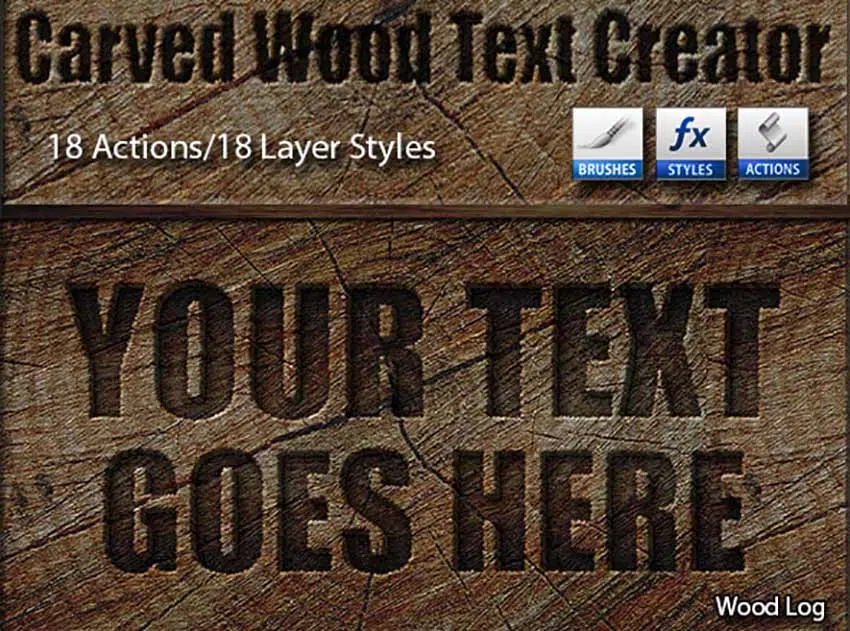 Carved Wood Text Creator
18 Actions/18 Layer Styles
fx
BRUSHES STYLES ACTIONS
YOUR TEXT
GOES HERE
Wood Log